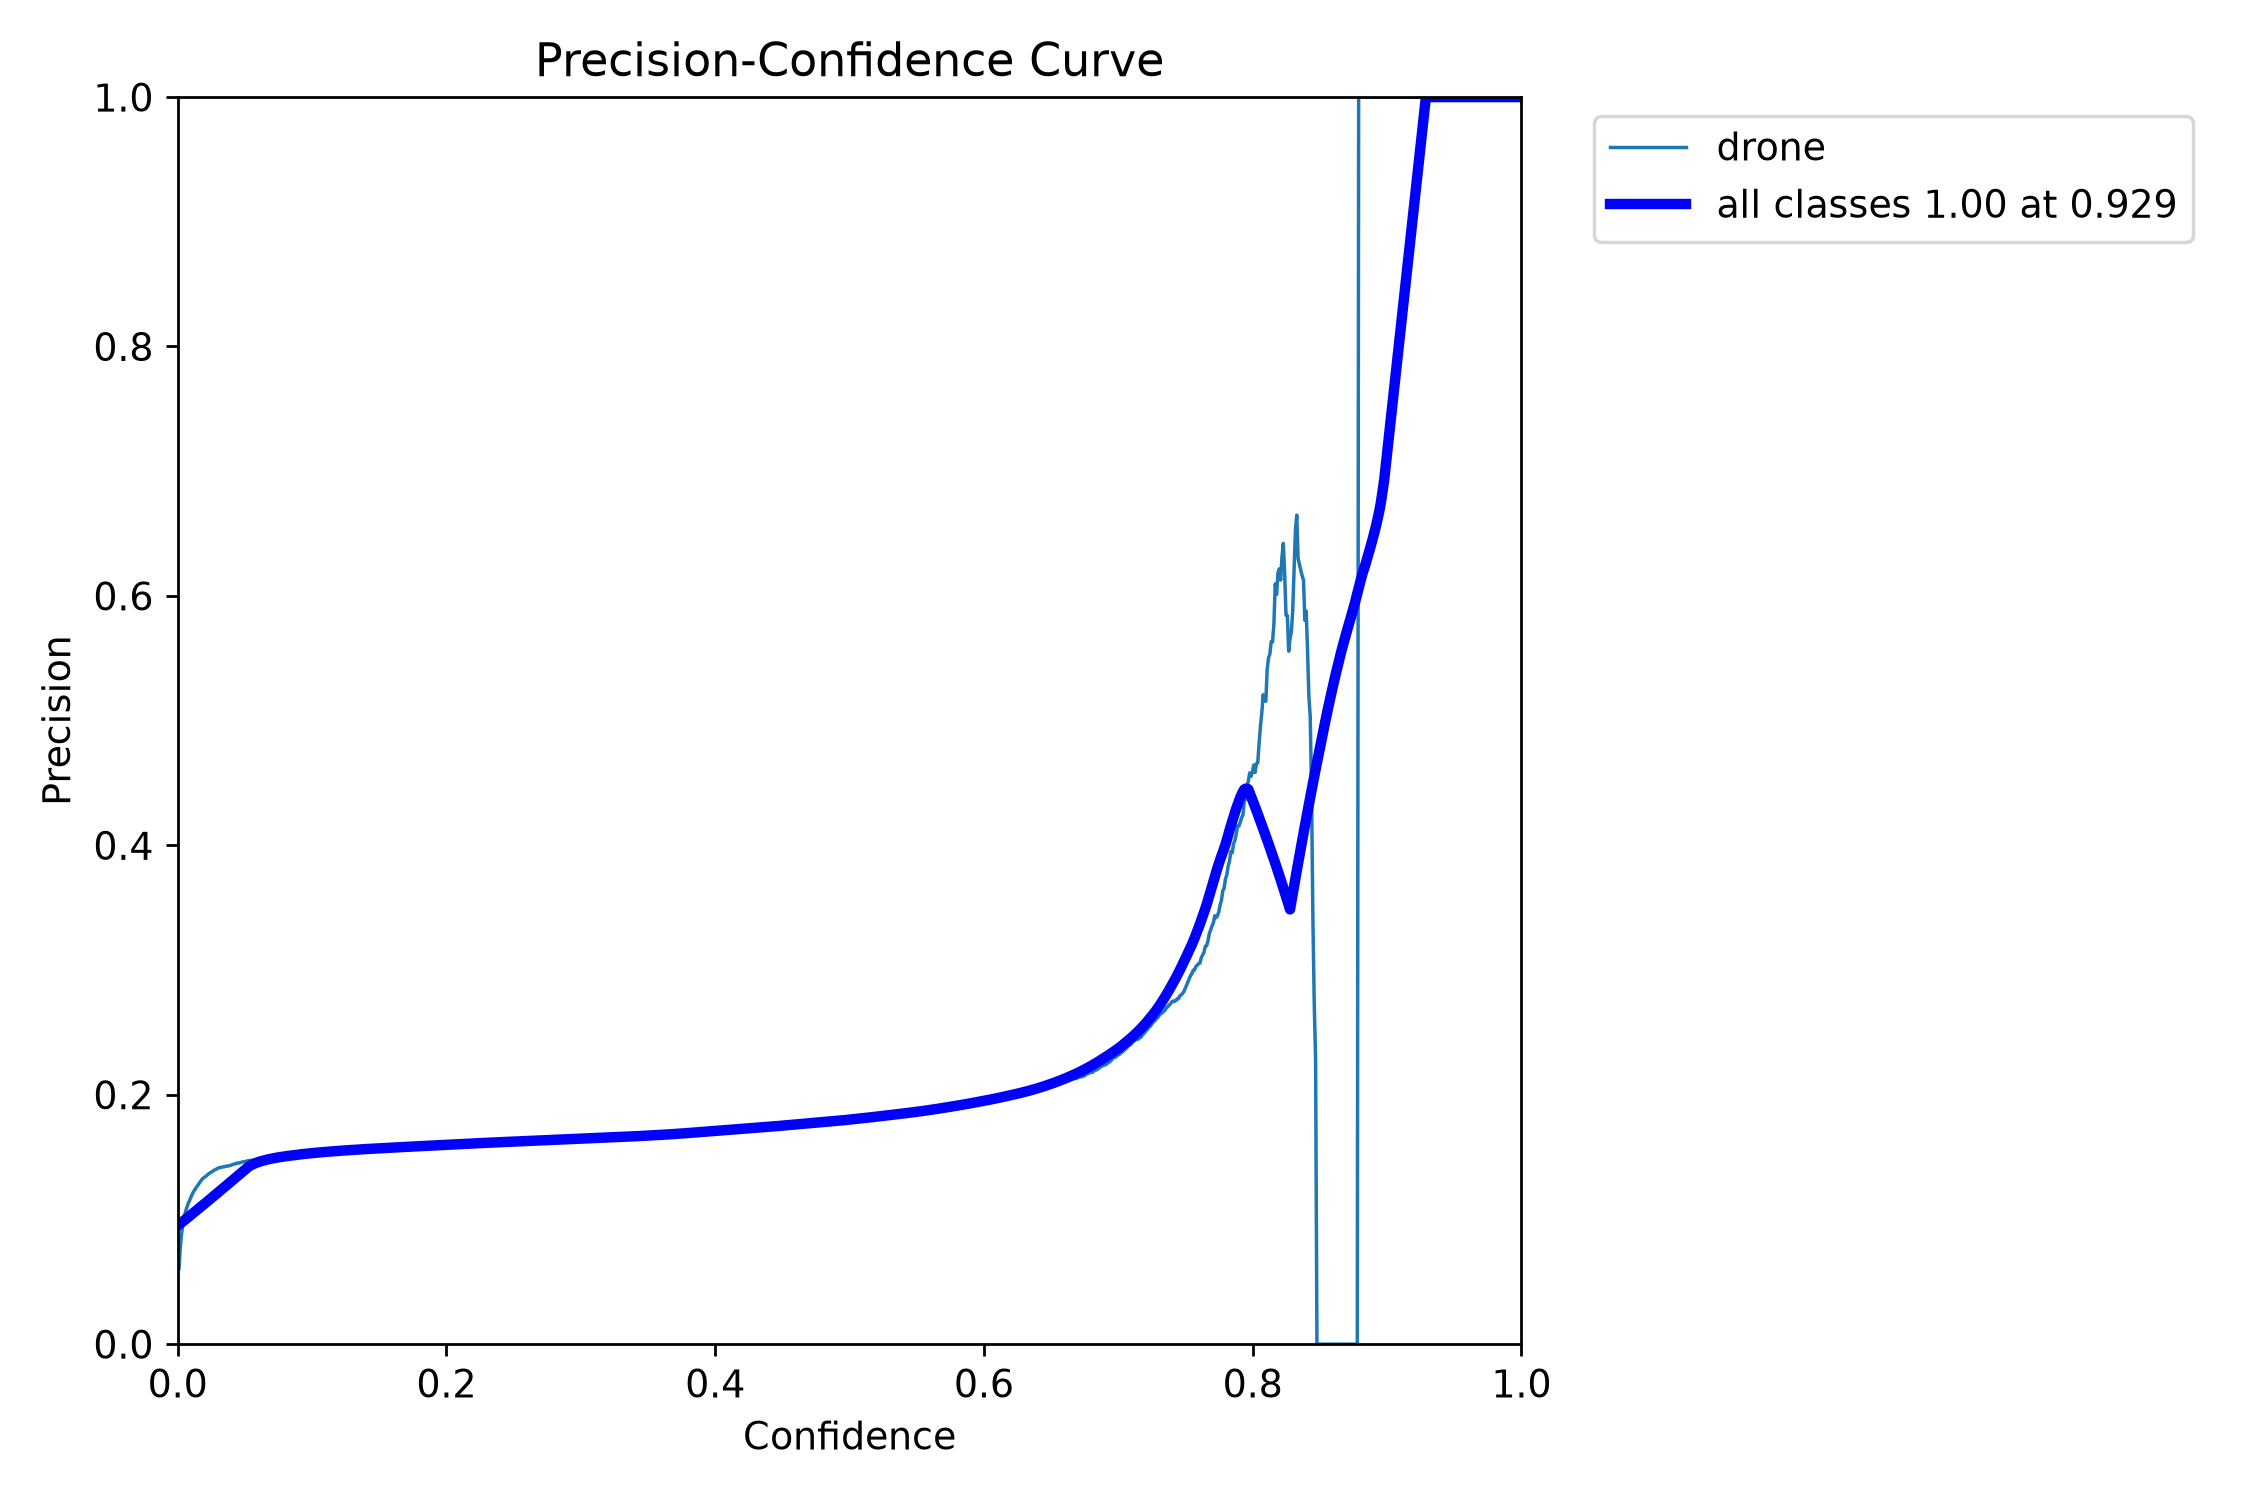 Precision-Confidence Curve
1.0
0.8
0.6
0.4
0.2
0.0
Precision
0.0 0.2 0.4 0.6 0.8 1.0
Confidence
drone
all classes 1.00 at 0.929